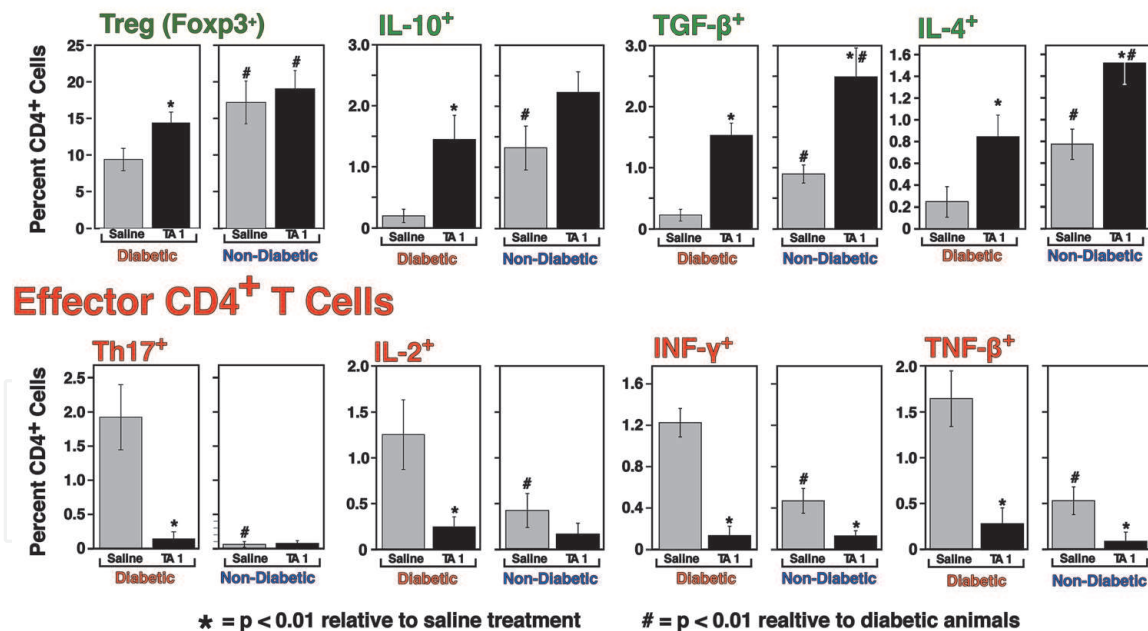 Treg (Foxp3+) IL-10+ TGF-β+ IL-4+
Percent CD4+ Cells
25
20
15
10
5
0
* # #
Saline TA 1 Saline TA 1
Diabetic Non-Diabetic
3.0
2.0
1.0
0
* #
Saline TA 1 Saline TA 1
Diabetic Non-Diabetic
3.0
2.0
1.0
0
* # *#
Saline TA 1 Saline TA 1
Diabetic Non-Diabetic
1.6
1.4
1.2
1.0
0.8
0.6
0.4
0.2
0
* # *#
Saline TA 1 Saline TA 1
Diabetic Non-Diabetic
Effector CD4+ T Cells
Th17+ IL-2+ INF-γ+ TNF-β+
Percent CD4+ Cells
2.5
2.0
1.5
1.0
0.5
0
* #
Saline TA 1 Saline TA 1
Diabetic Non-Diabetic
2.0
1.5
1.0
0.5
0
* #
Saline TA 1 Saline TA 1
Diabetic Non-Diabetic
1.6
1.2
0.8
0.4
0
* # *
Saline TA 1 Saline TA 1
Diabetic Non-Diabetic
2.0
1.5
1.0
0.5
0
* # *
Saline TA 1 Saline TA 1
Diabetic Non-Diabetic
* = p < 0.01 relative to saline treatment # = p < 0.01 realtive to diabetic animals